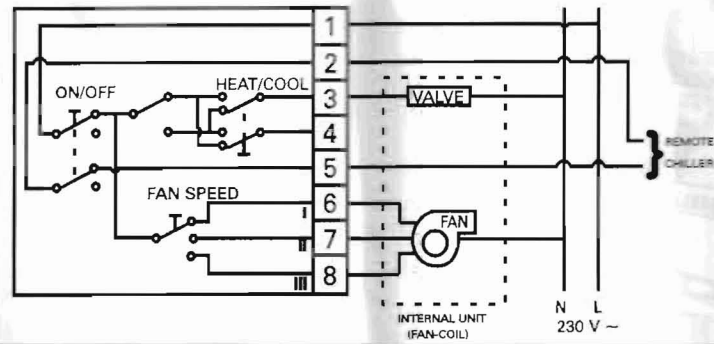 1
2
ON/OFF
HEAT/COOL
3
VALVE
4
REMOTE
CHILLER
5
FAN SPEED
6
I
FAN
7
II
8
III
INTERNAL UNIT
(FAN-COIL)
N L
230 V ~